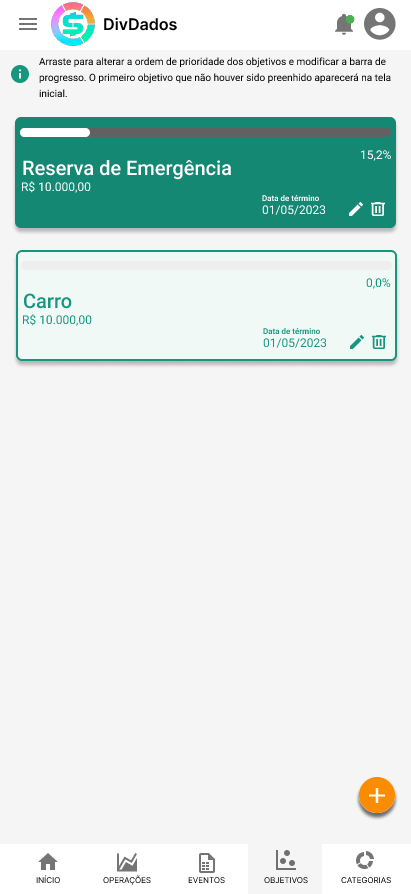 DivDados
Arraste para alterar a ordem de prioridade dos objetivos e modificar a barra de
progresso. O primeiro objetivo que não houver sido preenhido aparecerá na tela
inicial.
15,2%
Reserva de Emergência
R$ 10.000,00
Data de término
01/05/2023
0,0%
Carro
R$ 10.000,00
Data de término
01/05/2023
INÍCIO
OPERAÇÕES
EVENTOS
OBJETIVOS
CATEGORIAS